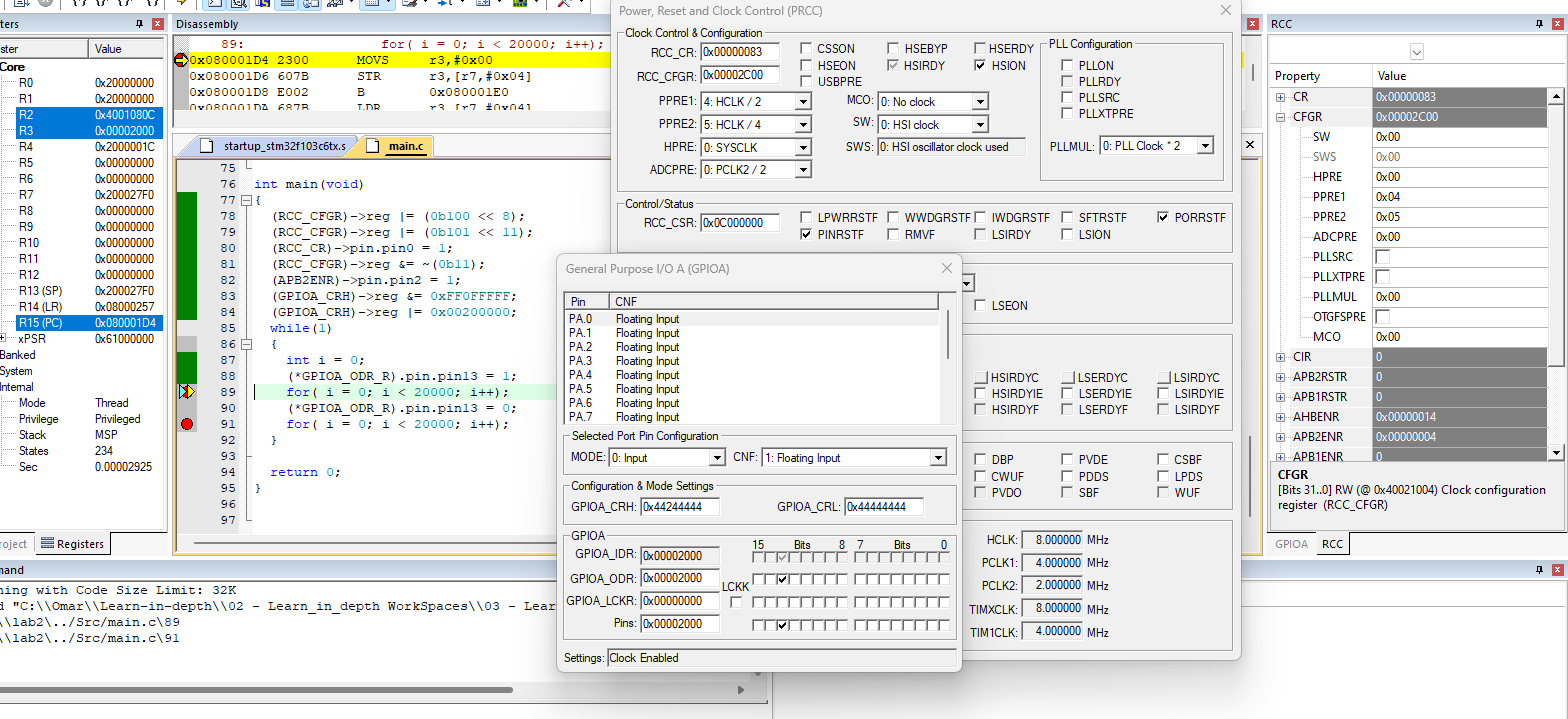 Power, Reset and Clock Control (PRCC)
ters
Disassembly
RCC
ster Value
Core
R0 0x20000000
R1 0x20000000
R2 0x4001080C
R3 0x00002000
R4 0x2000001C
R5 0x00000000
R6 0x00000000
R7 0x200027F0
R8 0x00000000
R9 0x00000000
R10 0x00000000
R11 0x00000000
R12 0x00000000
R13 (SP) 0x200027F0
R14 (LR) 0x08000257
R15 (PC) 0x080001D4
xPSR 0x61000000
Banked
System
Internal
Mode Thread
Privilege Privileged
Stack MSP
States 234
Sec 0.00002925
roject Registers
89: for( i = 0; i < 20000; i++);
0x080001D4 2300 MOVS r3,#0x00
0x080001D6 607B STR r3,[r7,#0x04]
0x080001D8 E002 B 0x080001E0
0x080001DA 687B LDR r3,[r7,#0x04]
startup_stm32f103c6tx.s main.c
75
76 int main(void)
77 {
78 (RCC_CFGR)->reg |= (0b100 << 8);
79 (RCC_CFGR)->reg |= (0b101 << 11);
80 (RCC_CR)->pin.pin0 = 1;
81 (RCC_CFGR)->reg &= ~(0b11);
82 (APB2ENR)->pin.pin2 = 1;
83 (GPIOA_CRH)->reg &= 0xFF0FFFFF;
84 (GPIOA_CRH)->reg |= 0x00200000;
85 while(1)
86 {
87 int i = 0;
88 (*GPIOA_ODR_R).pin.pin13 = 1;
89 for( i = 0; i < 20000; i++);
90 (*GPIOA_ODR_R).pin.pin13 = 0;
91 for( i = 0; i < 20000; i++);
92 }
93
94 return 0;
95 }
96
97
Clock Control & Configuration
RCC_CR: 0x00000083
RCC_CFGR: 0x00002C00
CSSON HSEBYP HSERDY
HSEON HSIRDY HSION
USBPRE
PPRE1: 4: HCLK / 2 MCO: 0: No clock
PPRE2: 5: HCLK / 4 SW: 0: HSI clock
HPRE: 0: SYSCLK SWS: 0: HSI oscillator clock used
ADCPRE: 0: PCLK2 / 2
PLL Configuration
PLLON
PLLRDY
PLLSRC
PLLXTPRE
PLLMUL: 0: PLL Clock * 2
Control/Status
RCC_CSR: 0x0C000000
LPWRRSTF WWDGRSTF IWDGRSTF SFTRSTF PORRSTF
PINRSTF RMVF LSIRDY LSION
LSEON
HSIRDYC LSERDYC LSIRDYC
HSIRDYIE LSERDYIE LSIRDYIE
HSIRDYF LSERDYF LSIRDYF
DBP PVDE CSBF
CWUF PDDS LPDS
PVDO SBF WUF
HCLK: 8.000000 MHz
PCLK1: 4.000000 MHz
PCLK2: 2.000000 MHz
TIMXCLK: 8.000000 MHz
TIM1CLK: 4.000000 MHz
General Purpose I/O A (GPIOA)
Pin CNF
PA.0 Floating Input
PA.1 Floating Input
PA.2 Floating Input
PA.3 Floating Input
PA.4 Floating Input
PA.5 Floating Input
PA.6 Floating Input
PA.7 Floating Input
Selected Port Pin Configuration
MODE: 0: Input CNF: 1: Floating Input
Configuration & Mode Settings
GPIOA_CRH: 0x44244444 GPIOA_CRL: 0x44444444
GPIOA
15 Bits 8 7 Bits 0
GPIOA_IDR: 0x00002000
GPIOA_ODR: 0x00002000
LCKK
GPIOA_LCKR: 0x00000000
Pins: 0x00002000
Settings: Clock Enabled
Property Value
CR 0x00000083
CFGR 0x00002C00
SW 0x00
SWS 0x00
HPRE 0x00
PPRE1 0x04
PPRE2 0x05
ADCPRE 0x00
PLLSRC
PLLXTPRE
PLLMUL 0x00
OTGFSPRE
MCO 0x00
CIR 0
APB2RSTR 0
APB1RSTR 0
AHBENR 0x00000014
APB2ENR 0x00000004
APB1ENR 0
CFGR
[Bits 31..0] RW (@ 0x40021004) Clock configuration
register (RCC_CFGR)
GPIOA RCC
mand
ning with Code Size Limit: 32K
d "C:\\Omar\\Learn-in-depth\\02 - Learn_in_depth WorkSpaces\\03 - Lear
\\lab2\../Src/main.c\89
\\lab2\../Src/main.c\91